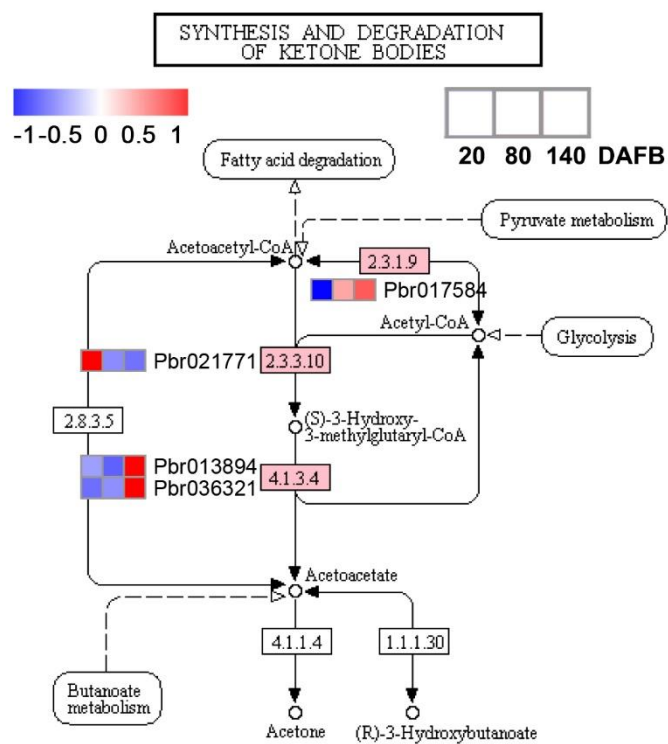 SYNTHESIS AND DEGRADATION
OF KETONE BODIES
-1 -0.5 0 0.5 1
20 80 140 DAFB
Fatty acid degradation
Pyruvate metabolism
Acetoacetyl-CoA
2.3.1.9
Pbr017584
Acetyl-CoA
Glycolysis
Pbr021771
2.3.3.10
2.8.3.5
(S)-3-Hydroxy-
3-methylglutaryl-CoA
Pbr013894
Pbr036321
4.1.3.4
Acetoacetate
4.1.1.4
1.1.1.30
Butanoate
metabolism
Acetone
(R)-3-Hydroxybutanoate